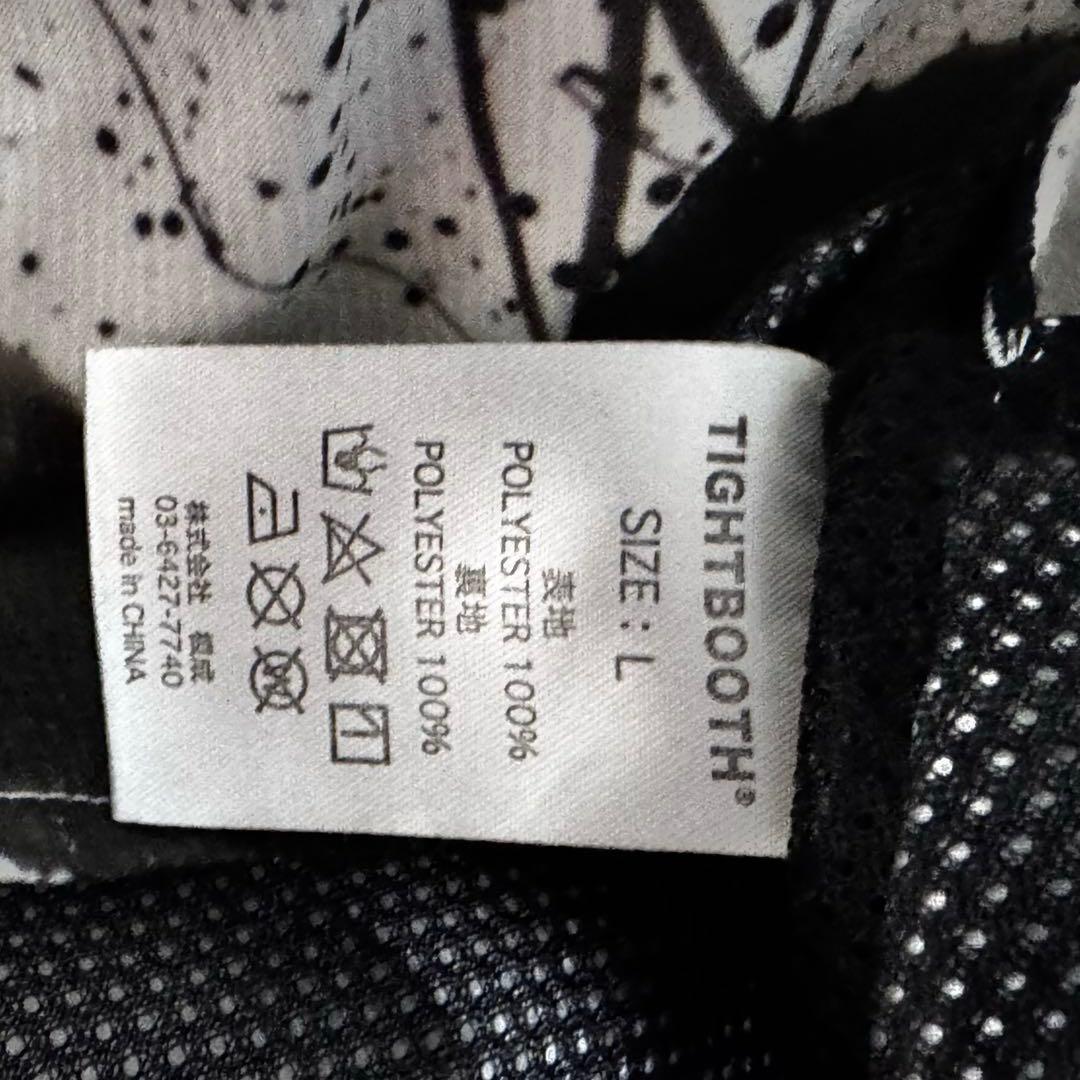 TIGHTBOOTH®
SIZE : L
表地
POLYESTER 100%
裏地
POLYESTER 100%
株式会社
03-6427-7740
made in CHINA